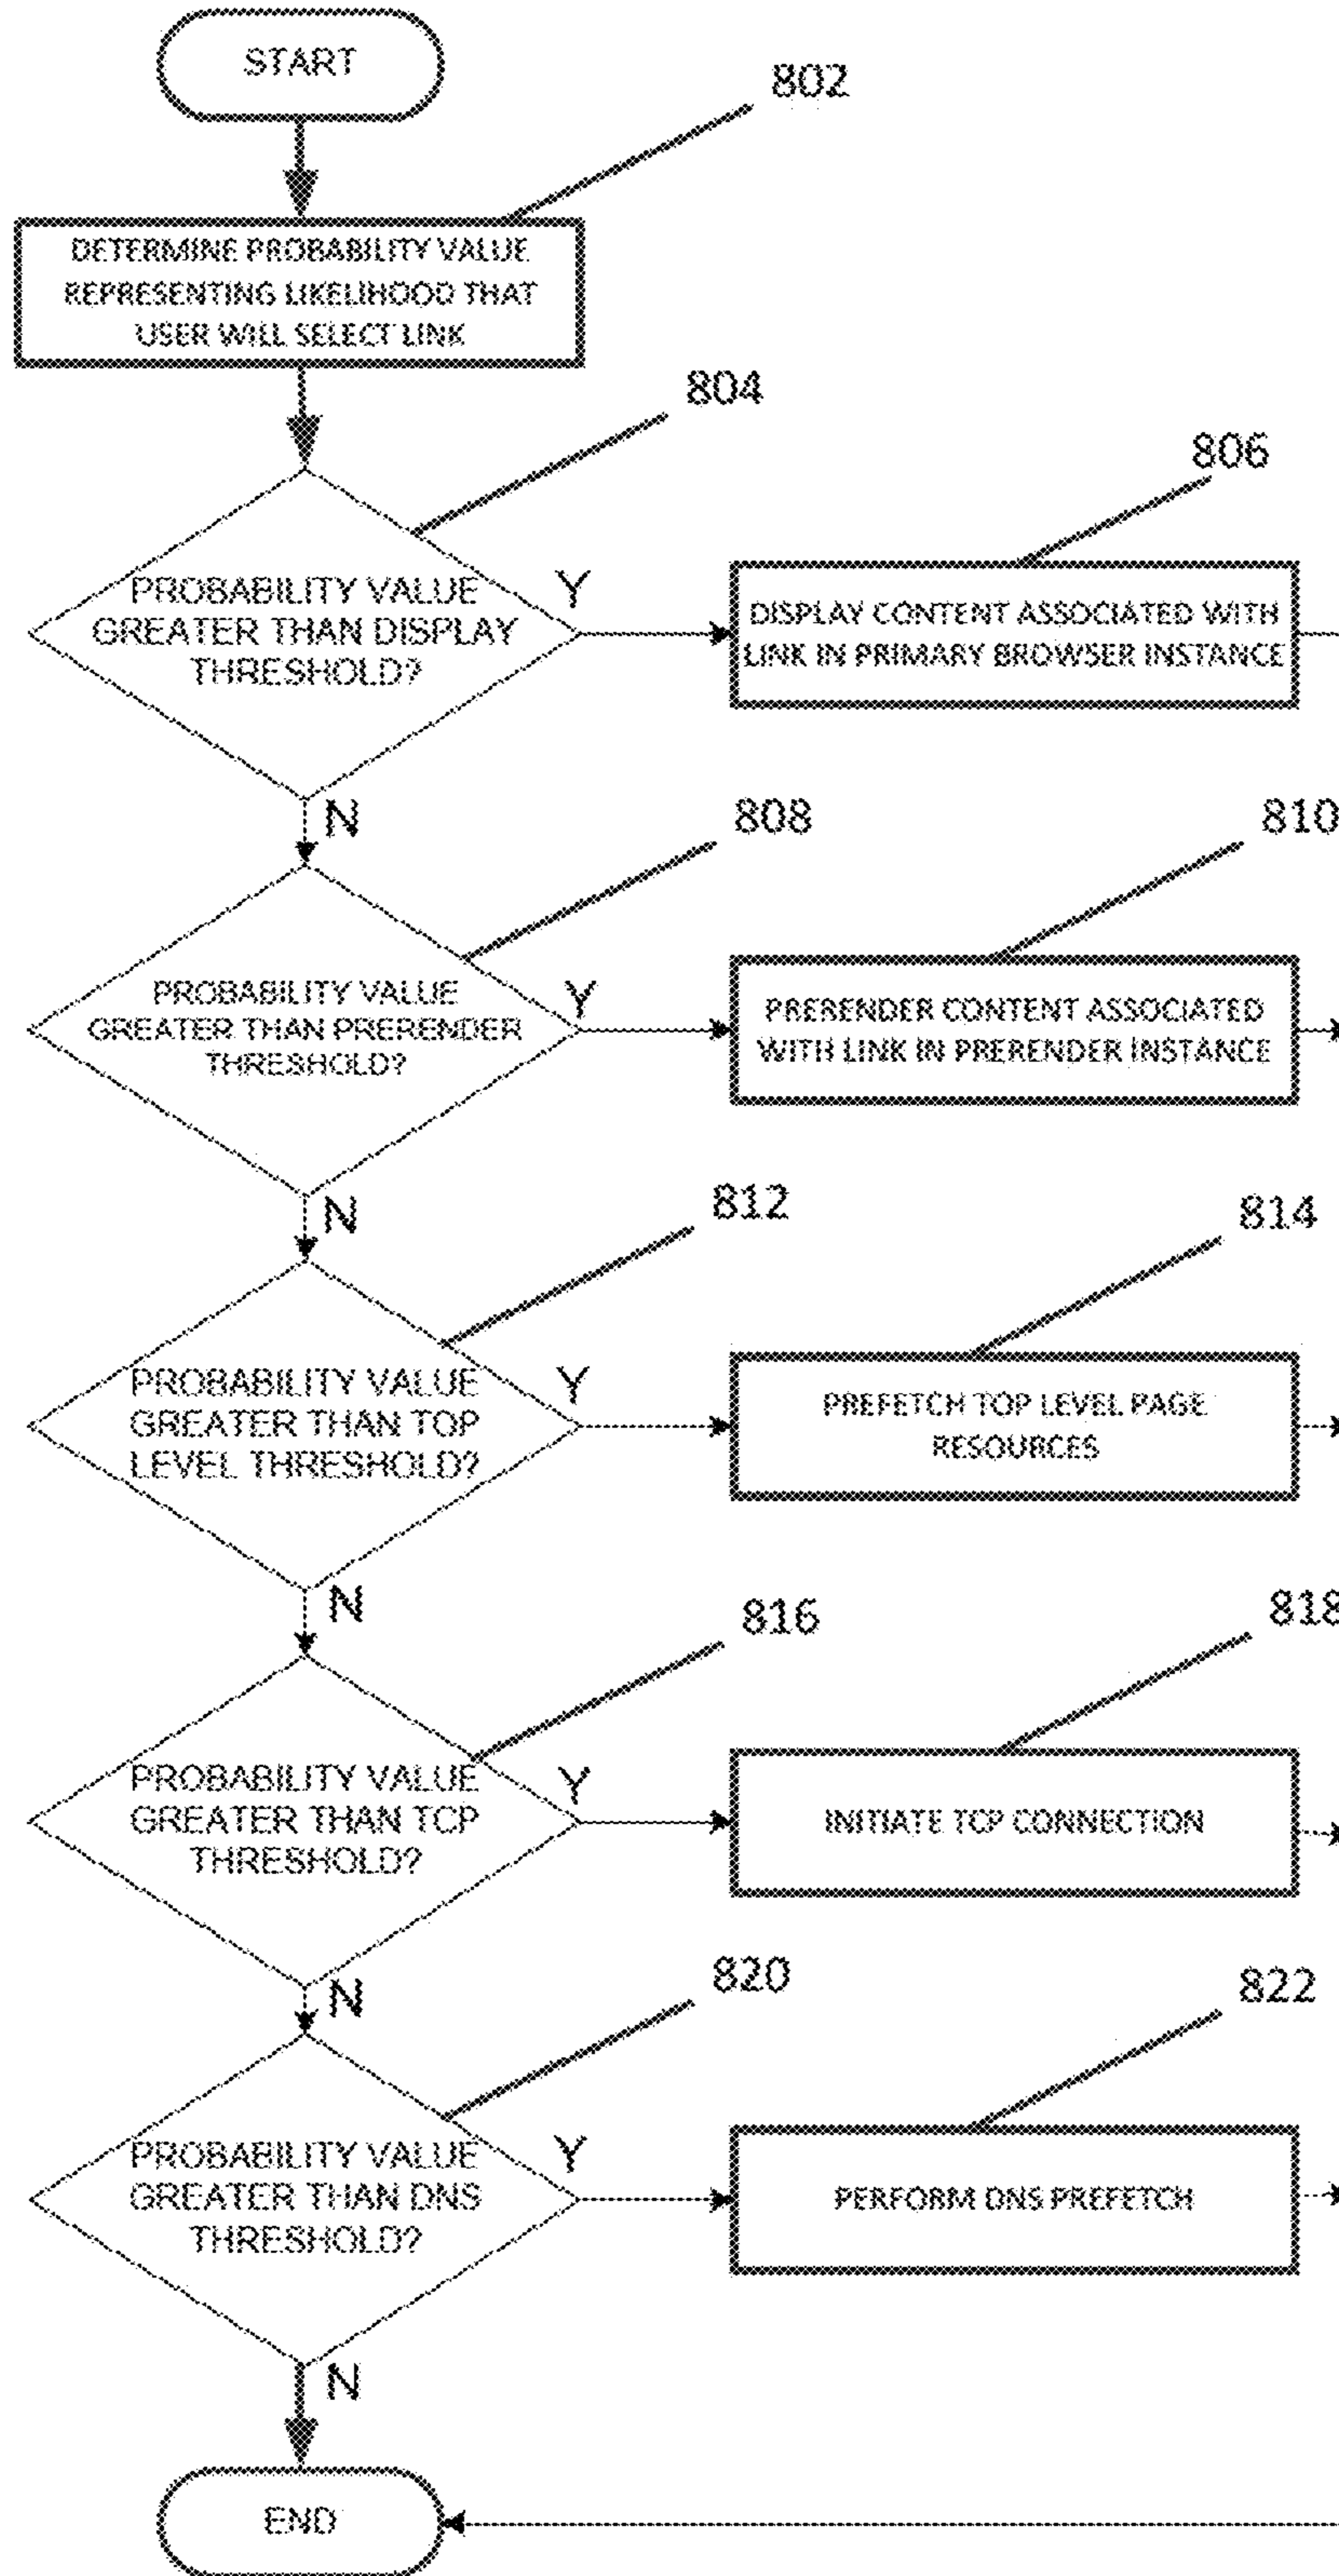 START
802
DETERMINE PROBABILITY VALUE
REPRESENTING LIKELIHOOD THAT
USER WILL SELECT LINK
804
806
PROBABILITY VALUE
GREATER THAN DISPLAY
THRESHOLD?
Y
DISPLAY CONTENT ASSOCIATED WITH
LINK IN PRIMARY BROWSER INSTANCE
N
808
810
PROBABILITY VALUE
GREATER THAN PRERENDER
THRESHOLD?
Y
PRERENDER CONTENT ASSOCIATED
WITH LINK IN PRERENDER INSTANCE
N
812
814
PROBABILITY VALUE
GREATER THAN TOP
LEVEL THRESHOLD?
Y
PREFETCH TOP LEVEL PAGE
RESOURCES
N
816
818
PROBABILITY VALUE
GREATER THAN TCP
THRESHOLD?
Y
INITIATE TCP CONNECTION
N
820
822
PROBABILITY VALUE
GREATER THAN DNS
THRESHOLD?
Y
PERFORM DNS PREFETCH
N
END